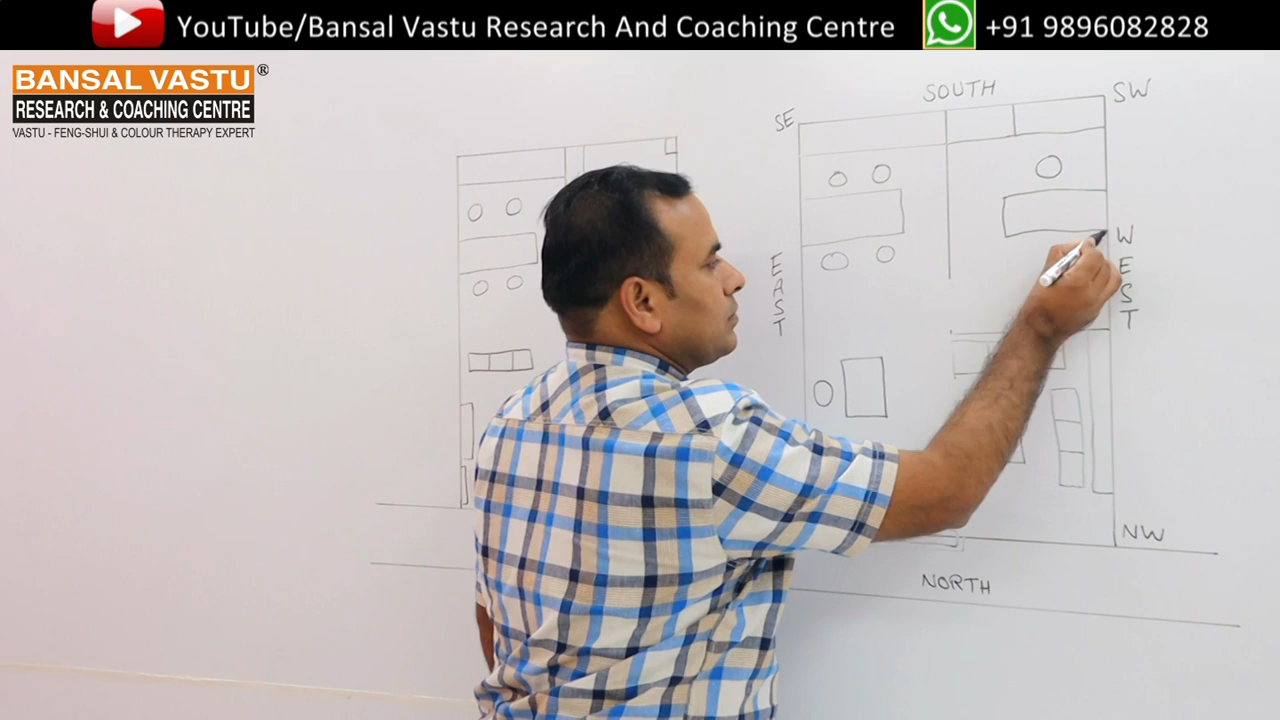 YouTube/Bansal Vastu Research And Coaching Centre
+91 9896082828
BANSAL VASTU®
RESEARCH & COACHING CENTRE
VASTU - FENG-SHUI & COLOUR THERAPY EXPERT
SOUTH
SW
SE
EAST
WEST
NW
NORTH